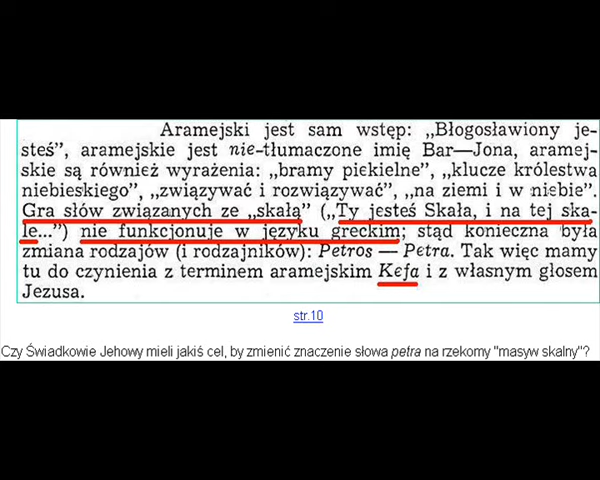 Aramejski jest sam wstęp: „Błogosławiony je-
steś”, aramejskie jest nie-tłumaczone imię Bar—Jona, aramej-
skie są również wyrażenia: „bramy piekielne”, „klucze królestwa
niebieskiego”, „związywać i rozwiązywać”, „na ziemi i w niebie”.
Gra słów związanych ze „skałą” („Ty jesteś Skała, i na tej ska-
le...”) nie funkcjonuje w języku greckim; stąd konieczna była
zmiana rodzajów (i rodzajników): Petros — Petra. Tak więc mamy
tu do czynienia z terminem aramejskim Kefa i z własnym głosem
Jezusa.
str.10
Czy Świadkowie Jehowy mieli jakiś cel, by zmienić znaczenie słowa petra na rzekomy "masyw skalny"?